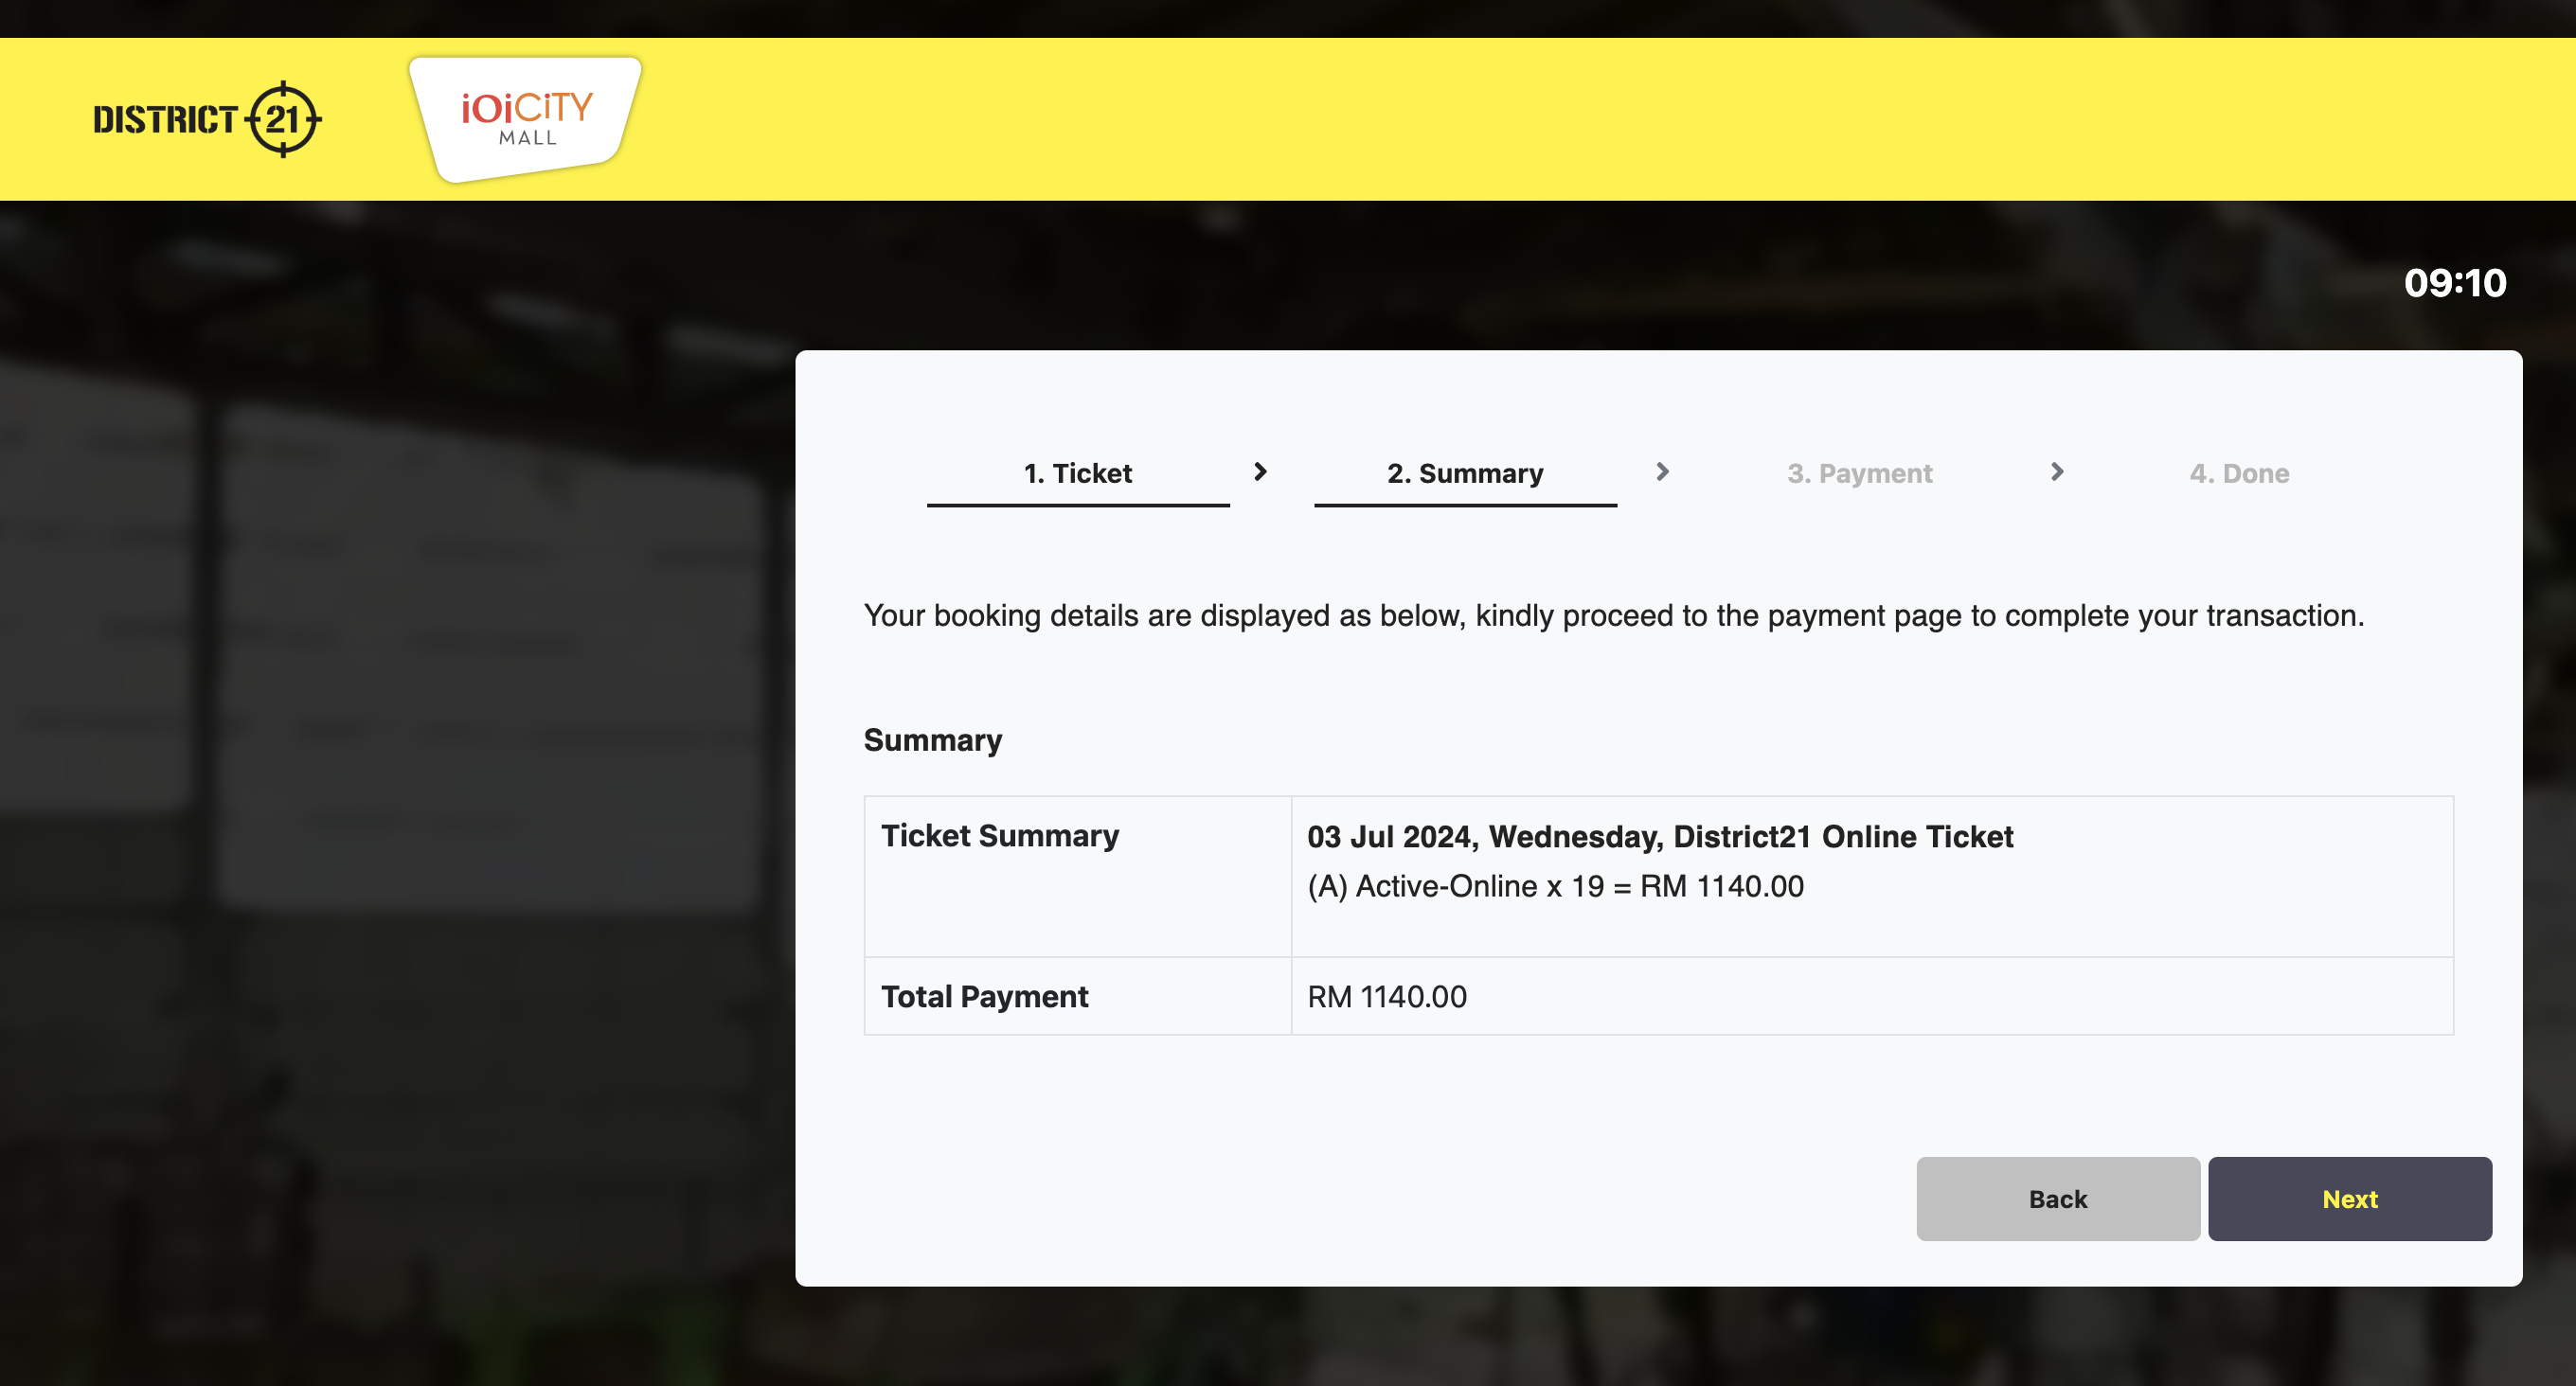 DISTRICT 21
iOiCiTY
MALL
09:10
1. Ticket
2. Summary
3. Payment
4. Done
Your booking details are displayed as below, kindly proceed to the payment page to complete your transaction.
Summary
Ticket Summary
03 Jul 2024, Wednesday, District21 Online Ticket
(A) Active-Online x 19 = RM 1140.00
Total Payment
RM 1140.00
Back
Next